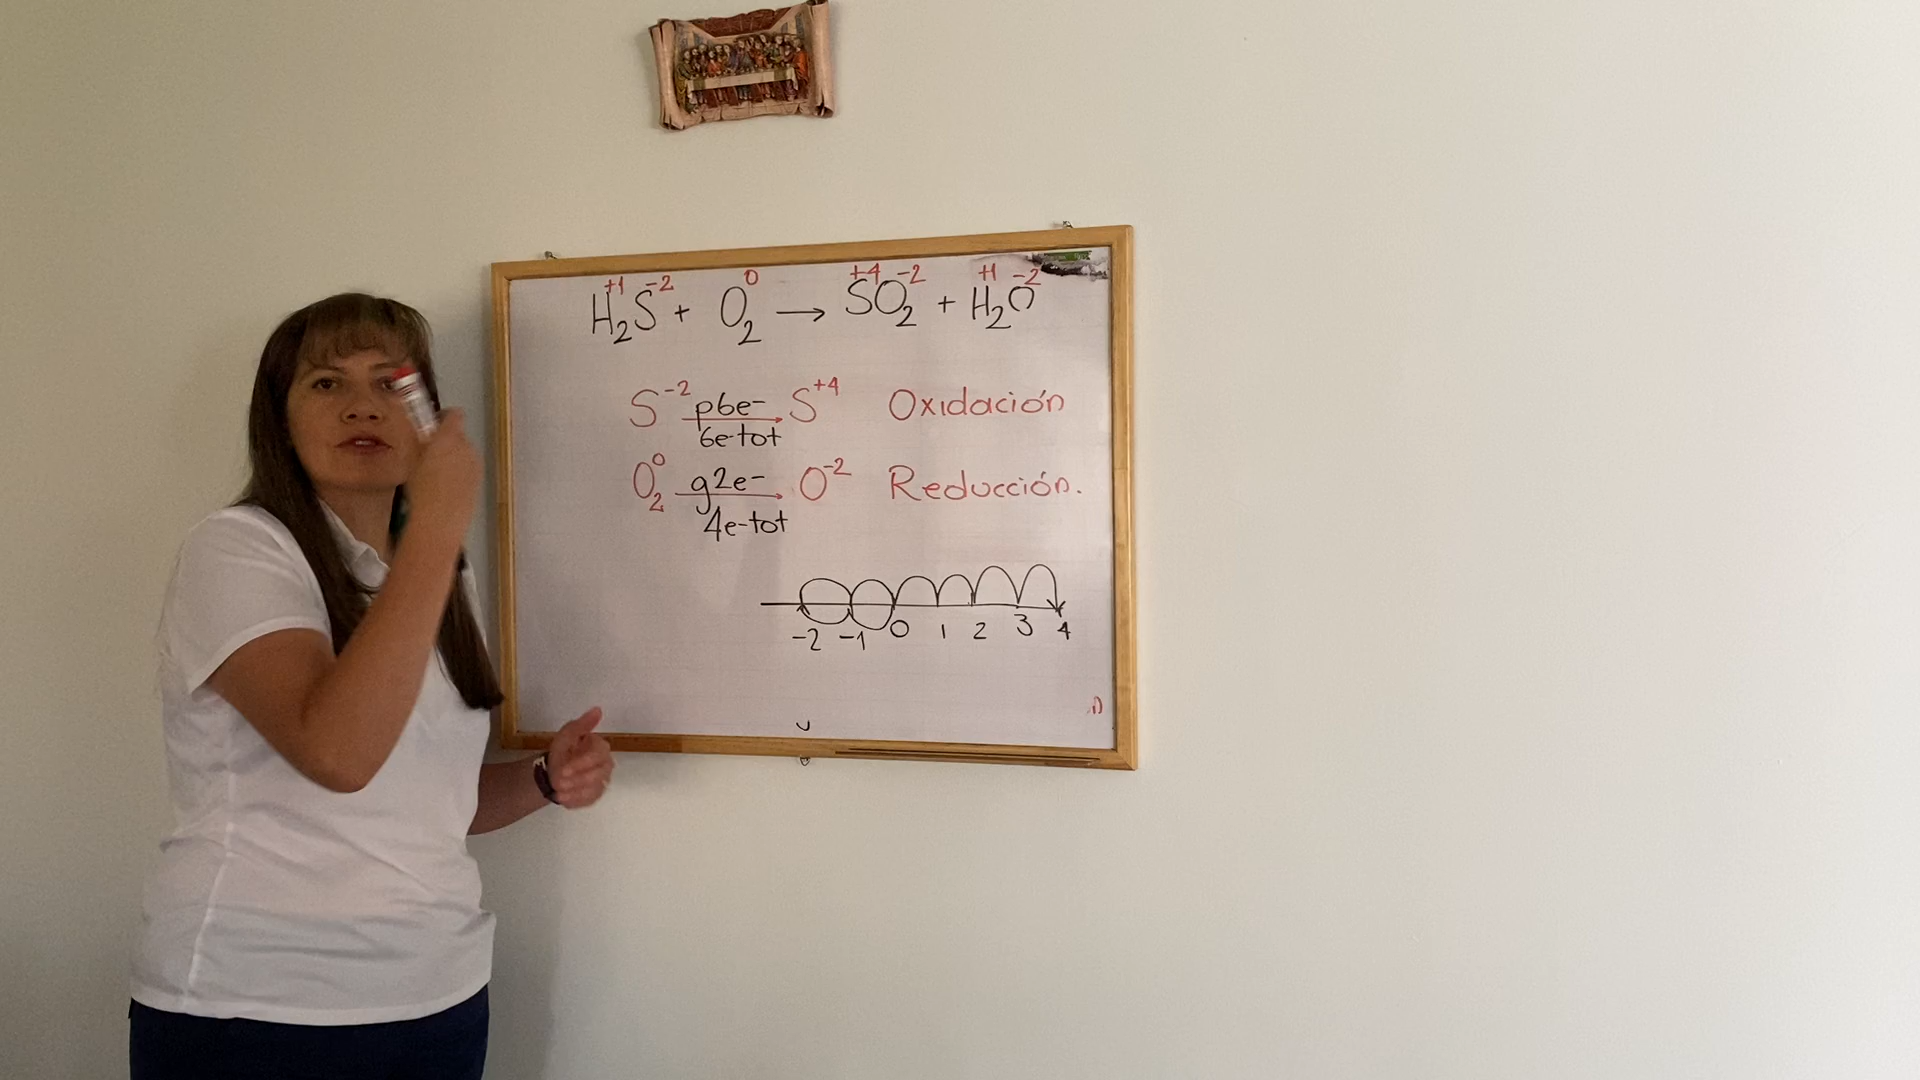 +1 -2 0 +4 -2 +1 -2
H2S + O2 → SO2 + H2O
S-2 p6e- S+4 Oxidación
6e-tot
O2 0 g2e- O-2 Reducción.
4e-tot
-2 -1 0 1 2 3 4